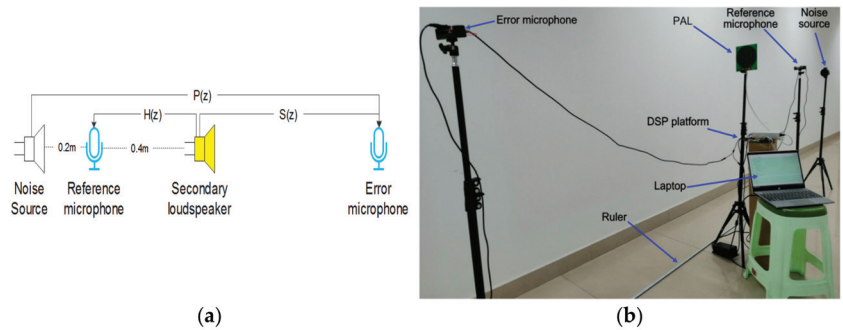 P(z)
H(z)
S(z)
0.2m
0.4m
Noise
Source
Reference
microphone
Secondary
loudspeaker
Error
microphone
(a)
Error microphone
PAL
Reference
microphone
Noise
source
DSP platform
Laptop
Ruler
(b)